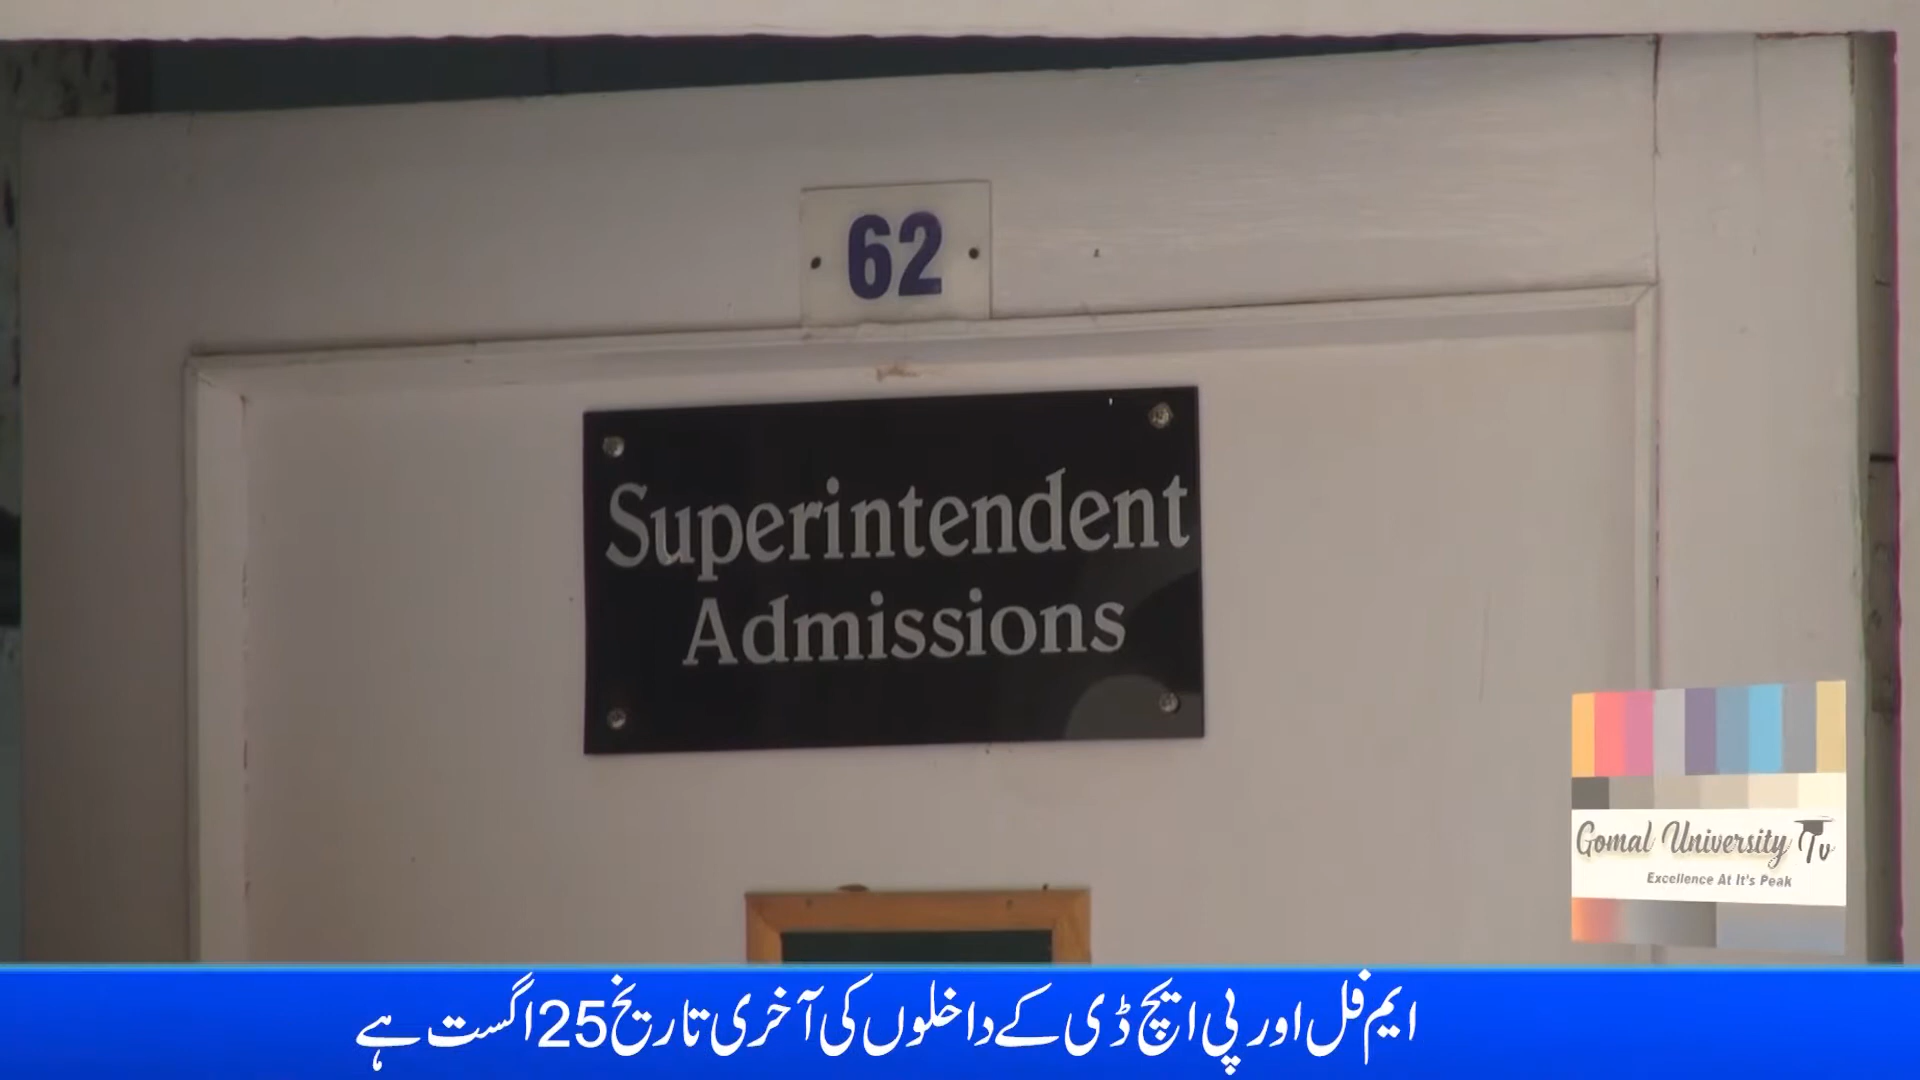 62
Superintendent
Admissions
Gomal University Tv
Excellence At It's Peak
ایم فل اور پی ایچ ڈی کے داخلوں کی آخری تاریخ 25 اگست ہے